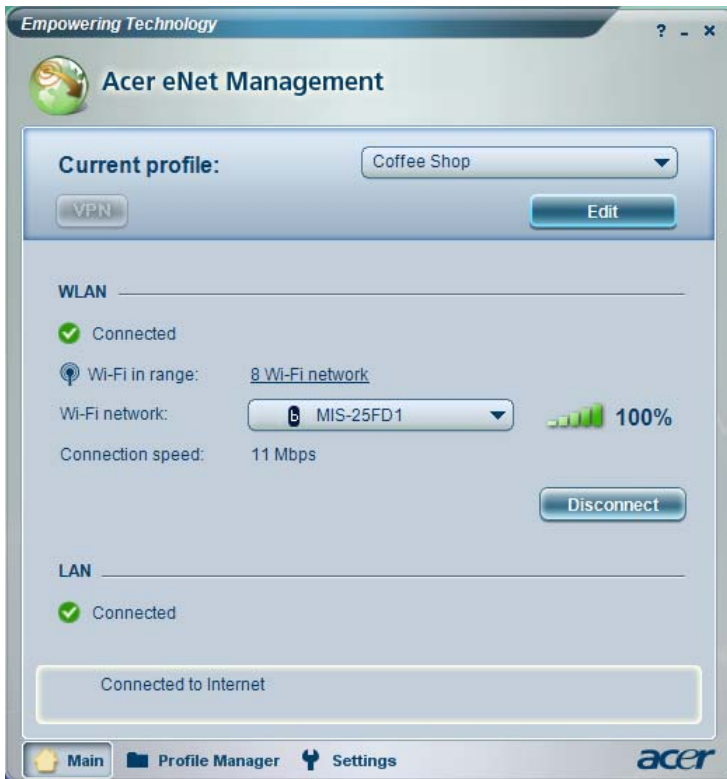 Empowering Technology
? - x
Acer eNet Management
Current profile: Coffee Shop
VPN Edit
WLAN
Connected
Wi-Fi in range: 8 Wi-Fi network
Wi-Fi network: b MIS-25FD1 100%
Connection speed: 11 Mbps
Disconnect
LAN
Connected
Connected to Internet
Main Profile Manager Settings acer